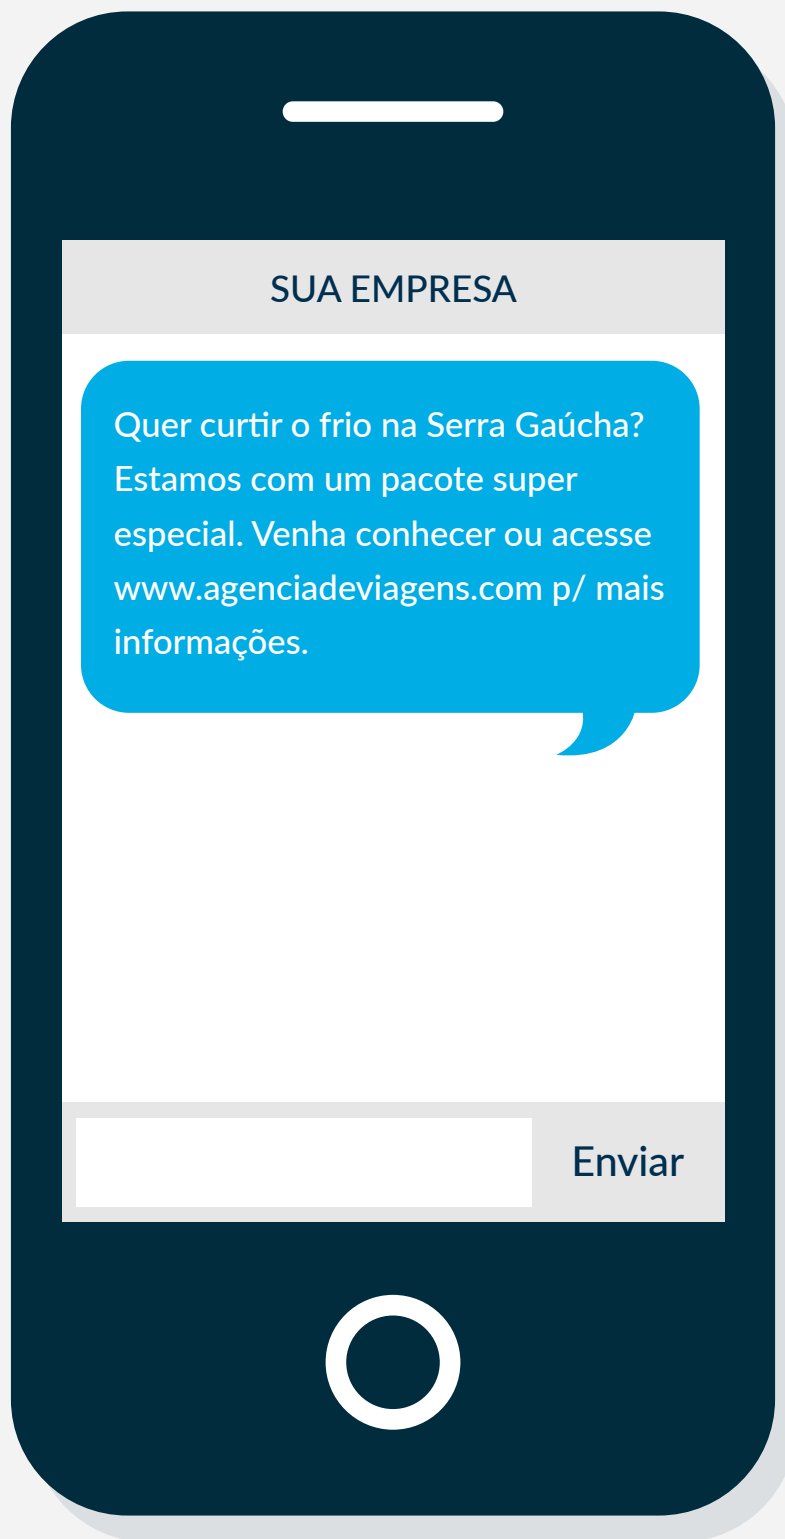 SUA EMPRESA
Quer curtir o frio na Serra Gaúcha?
Estamos com um pacote super
especial. Venha conhecer ou acesse
www.agenciadeviagens.com p/ mais
informações.
Enviar